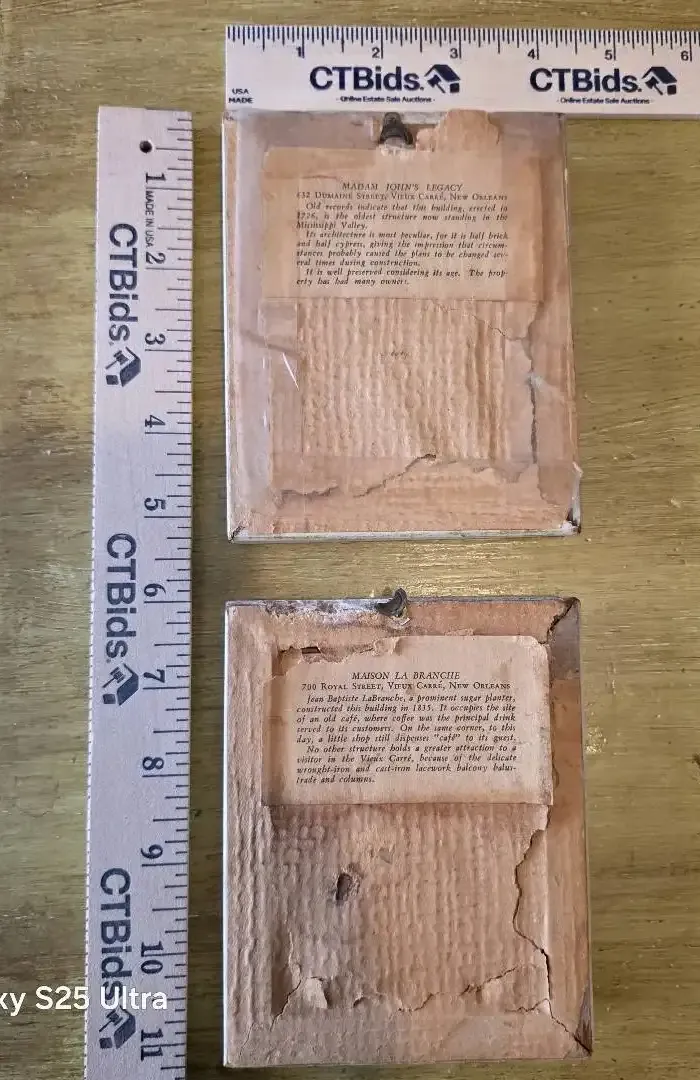 1 2 3 4 5 6
CTBids. CTBids.
USA MADE
- Online Estate Sale Auctions - - Online Estate Sale Auctions -
1 MADE IN USA 2 3 4 5 6 7 8 9 10 11
CTBids.
CTBids.
CTBids.
MADAM JOHN'S LEGACY
632 DUMAINE STREET, VIEUX CARRÉ, NEW ORLEANS
Old records indicate that this building, erected in
1726, is the oldest structure now standing in the
Mississippi Valley.
Its architecture is most peculiar, for it is half brick
and half cypress, giving the impression that circum-
stances probably caused the plans to be changed sev-
eral times during construction.
It is well preserved considering its age. The prop-
erty has had many owners.
MAISON LA BRANCHE
700 ROYAL STREET, VIEUX CARRÉ, NEW ORLEANS
Jean Baptiste LaBranche, a prominent sugar planter,
constructed this building in 1835. It occupies the site
of an old café, where coffee was the principal drink
served to its customers. On the same corner, to this
day, a little shop still dispenses "café" to its guest.
No other structure holds a greater attraction to a
visitor in the Vieux Carré, because of the delicate
wrought-iron and cast-iron lacework balcony balus-
trade and columns.
xy S25 Ultra